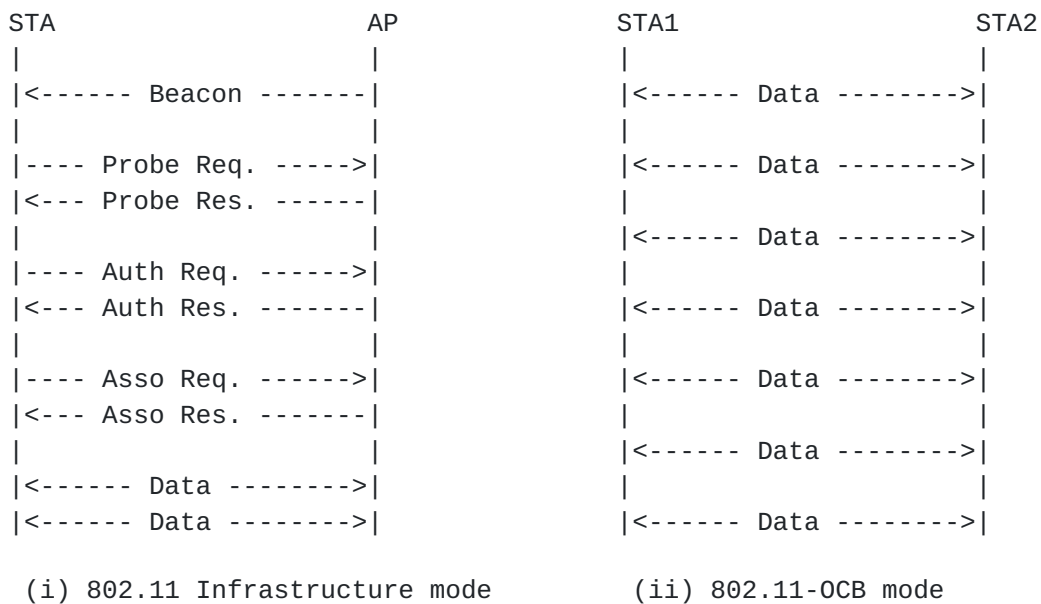 STA                    AP              STA1                   STA2
|                      |               |                      |
|<------ Beacon -------|               |<------ Data -------->|
|                      |               |                      |
|---- Probe Req. ----->|               |<------ Data -------->|
|<--- Probe Res. ------|               |                      |
|                      |               |<------ Data -------->|
|---- Auth Req. ------>|               |                      |
|<--- Auth Res. -------|               |<------ Data -------->|
|                      |               |                      |
|---- Asso Req. ------>|               |<------ Data -------->|
|<--- Asso Res. -------|               |                      |
|                      |               |<------ Data -------->|
|<------ Data -------->|               |                      |
|<------ Data -------->|               |<------ Data -------->|
(i) 802.11 Infrastructure mode         (ii) 802.11-OCB mode